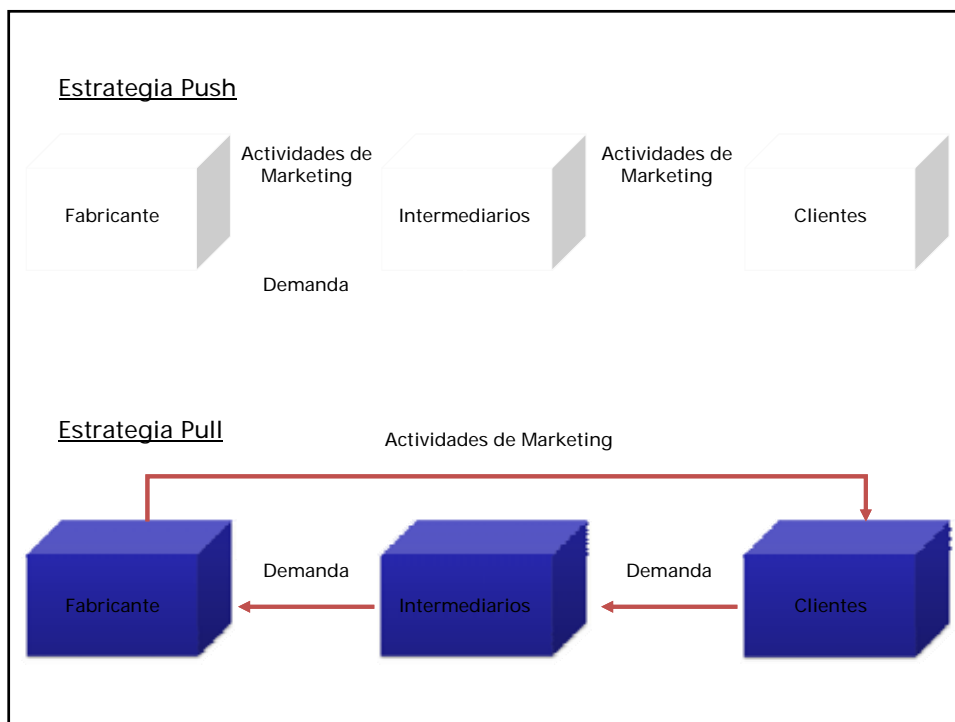 Estrategia Push
Actividades de
Marketing
Actividades de
Marketing
Fabricante
Intermediarios
Clientes
Demanda
Estrategia Pull
Actividades de Marketing
Demanda
Demanda
Fabricante
Intermediarios
Clientes